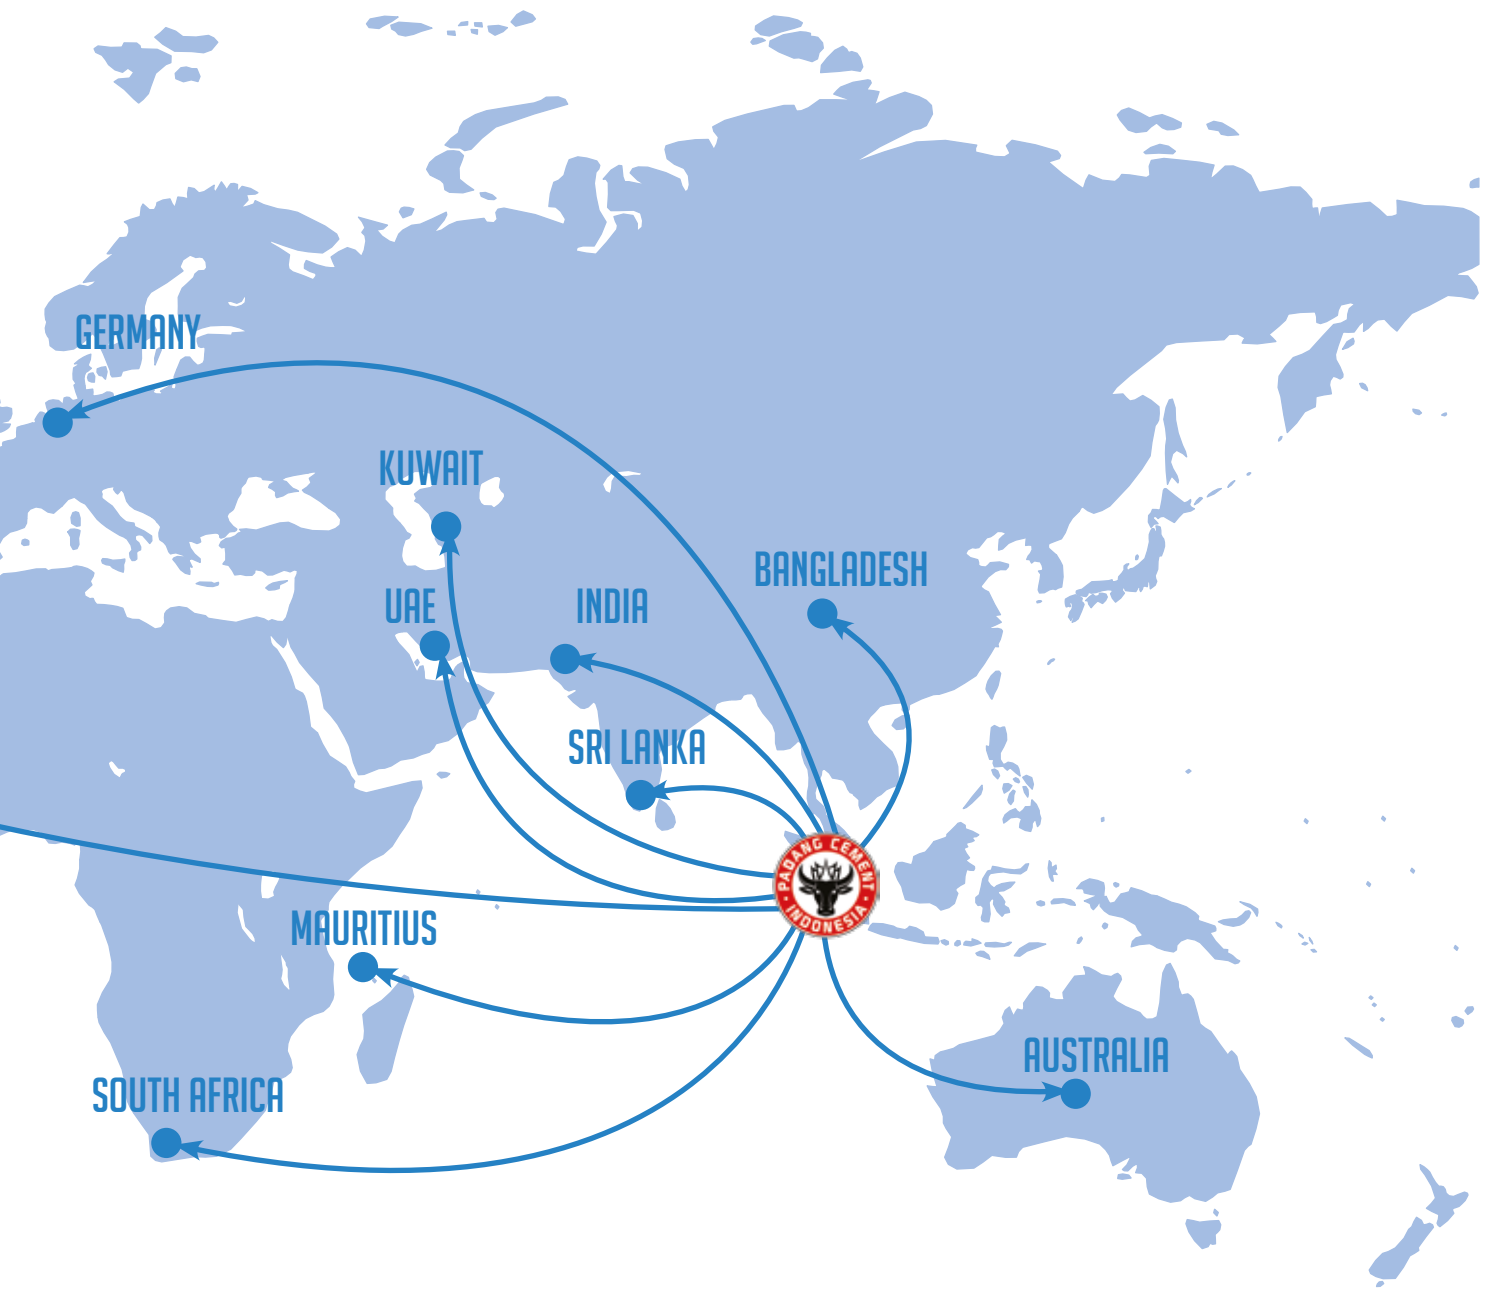 GERMANY
KUWAIT
BANGLADESH
UAE
INDIA
SRI LANKA
PADANG CEMENT
INDONESIA
MAURITIUS
AUSTRALIA
SOUTH AFRICA